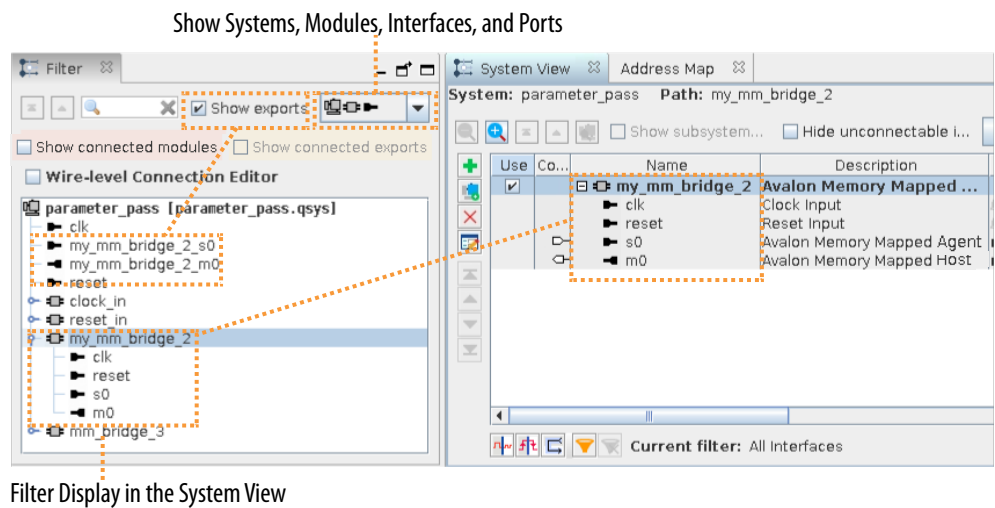 Show Systems, Modules, Interfaces, and Ports
Filter
Show exports
Show connected modules
Show connected exports
Wire-level Connection Editor
parameter_pass [parameter_pass.qsys]
clk
my_mm_bridge_2_s0
my_mm_bridge_2_m0
reset
clock_in
reset_in
my_mm_bridge_2
clk
reset
s0
m0
mm_bridge_3
System View
Address Map
System: parameter_pass Path: my_mm_bridge_2
Show subsystem... Hide unconnectable i...
Use Co... Name Description
my_mm_bridge_2 Avalon Memory Mapped ...
clk Clock Input
reset Reset Input
s0 Avalon Memory Mapped Agent
m0 Avalon Memory Mapped Host
Current filter: All Interfaces
Filter Display in the System View